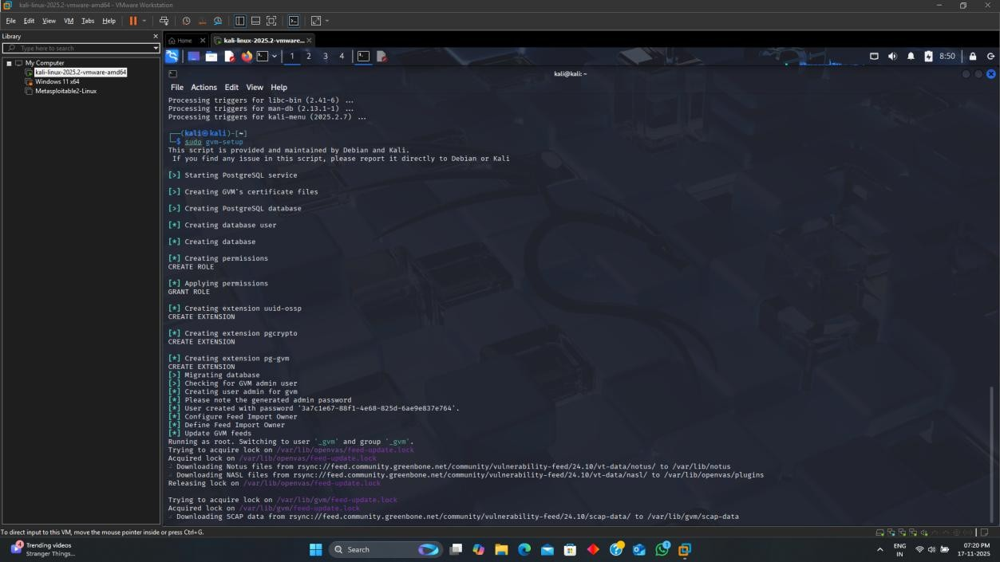 kali-linux-2025.2-vmware-amd64 - VMware Workstation
File Edit View VM Tabs Help
Library
Type here to search
My Computer
kali-linux-2025.2-vmware-amd64
Windows 11 x64
Metasploitable2-Linux
Home kali-linux-2025.2-vmware...
1 2 3 4 8:50
kali@kali: ~
File Actions Edit View Help
Processing triggers for libc-bin (2.41-6) ...
Processing triggers for man-db (2.13.1-1) ...
Processing triggers for kali-menu (2025.2.7) ...
┌──(kali㉿kali)-[~]
└─$ sudo gvm-setup
This script is provided and maintained by Debian and Kali.
If you find any issue in this script, please report it directly to Debian or Kali
[>] Starting PostgreSQL service
[>] Creating GVM's certificate files
[>] Creating PostgreSQL database
[*] Creating database user
[*] Creating database
[*] Creating permissions
CREATE ROLE
[*] Applying permissions
GRANT ROLE
[*] Creating extension uuid-ossp
CREATE EXTENSION
[*] Creating extension pgcrypto
CREATE EXTENSION
[*] Creating extension pg-gvm
CREATE EXTENSION
[>] Migrating database
[>] Checking for GVM admin user
[*] Creating user admin for gvm
[*] Please note the generated admin password
[*] User created with password '3a7c1e67-88f1-4e68-825d-6ae9e837e764'.
[*] Configure Feed Import Owner
[*] Define Feed Import Owner
[*] Update GVM feeds
Running as root. Switching to user '_gvm' and group '_gvm'.
Trying to acquire lock on /var/lib/openvas/feed-update.lock
Acquired lock on /var/lib/openvas/feed-update.lock
Downloading Notus files from rsync://feed.community.greenbone.net/community/vulnerability-feed/24.10/vt-data/notus/ to /var/lib/notus
Downloading NASL files from rsync://feed.community.greenbone.net/community/vulnerability-feed/24.10/vt-data/nasl/ to /var/lib/openvas/plugins
Releasing lock on /var/lib/openvas/feed-update.lock
Trying to acquire lock on /var/lib/gvm/feed-update.lock
Acquired lock on /var/lib/gvm/feed-update.lock
Downloading SCAP data from rsync://feed.community.greenbone.net/community/vulnerability-feed/24.10/scap-data/ to /var/lib/gvm/scap-data
To direct input to this VM, move the mouse pointer inside or press Ctrl+G.
4
Trending videos
Stranger Things...
Search
1
ENG
IN
07:20 PM
17-11-2025